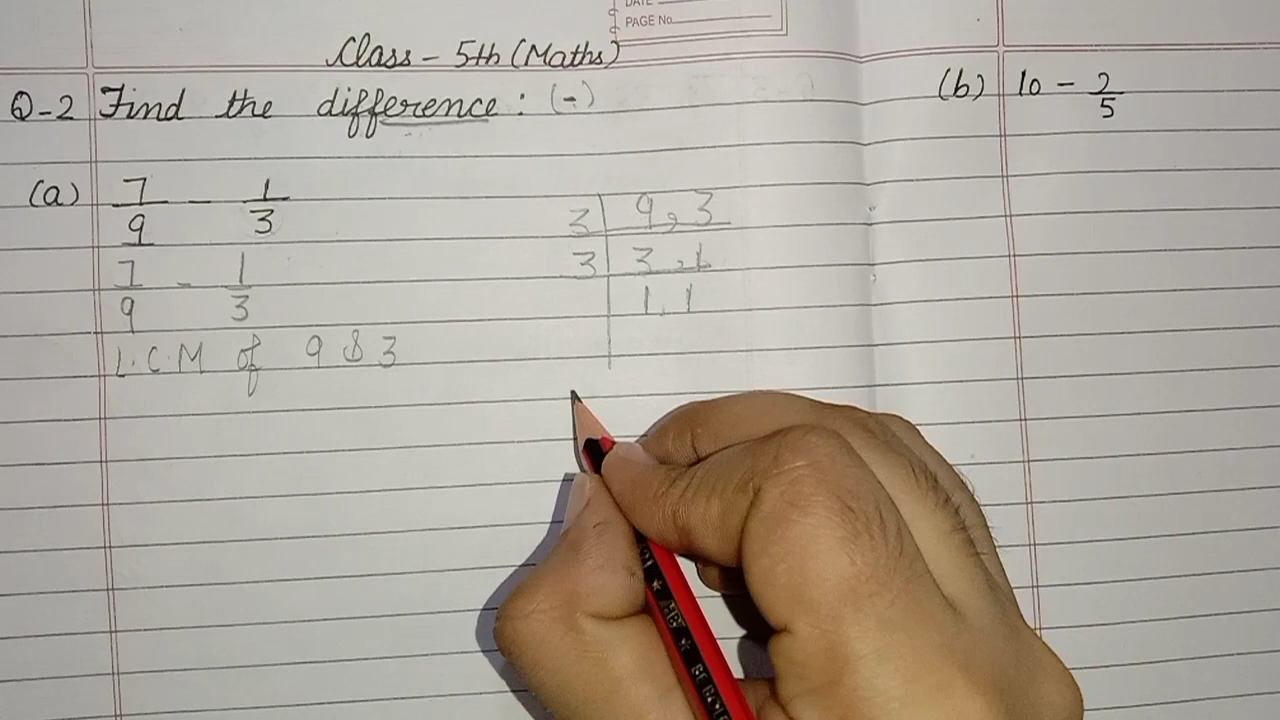 DATE
PAGE No.
Class - 5th (Maths)
Q-2 Find the difference : (-)
(a) 7/9 - 1/3
7/9 - 1/3
L.C.M of 9 & 3
3 | 9, 3
3 | 3, 1
1, 1
(b) 10 - 2/5
HB